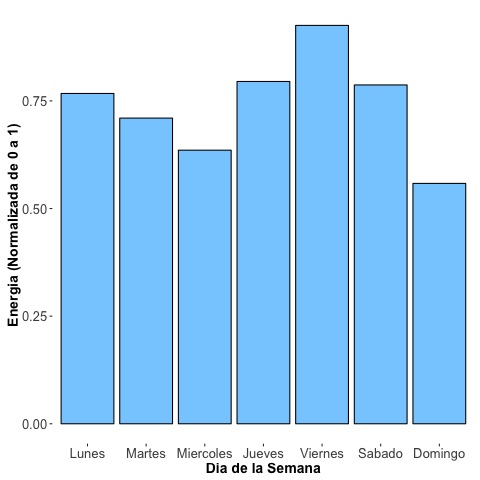 Energia (Normalizada de 0 a 1)
0.75
0.50
0.25
0.00
Lunes Martes Miercoles Jueves Viernes Sabado Domingo
Dia de la Semana